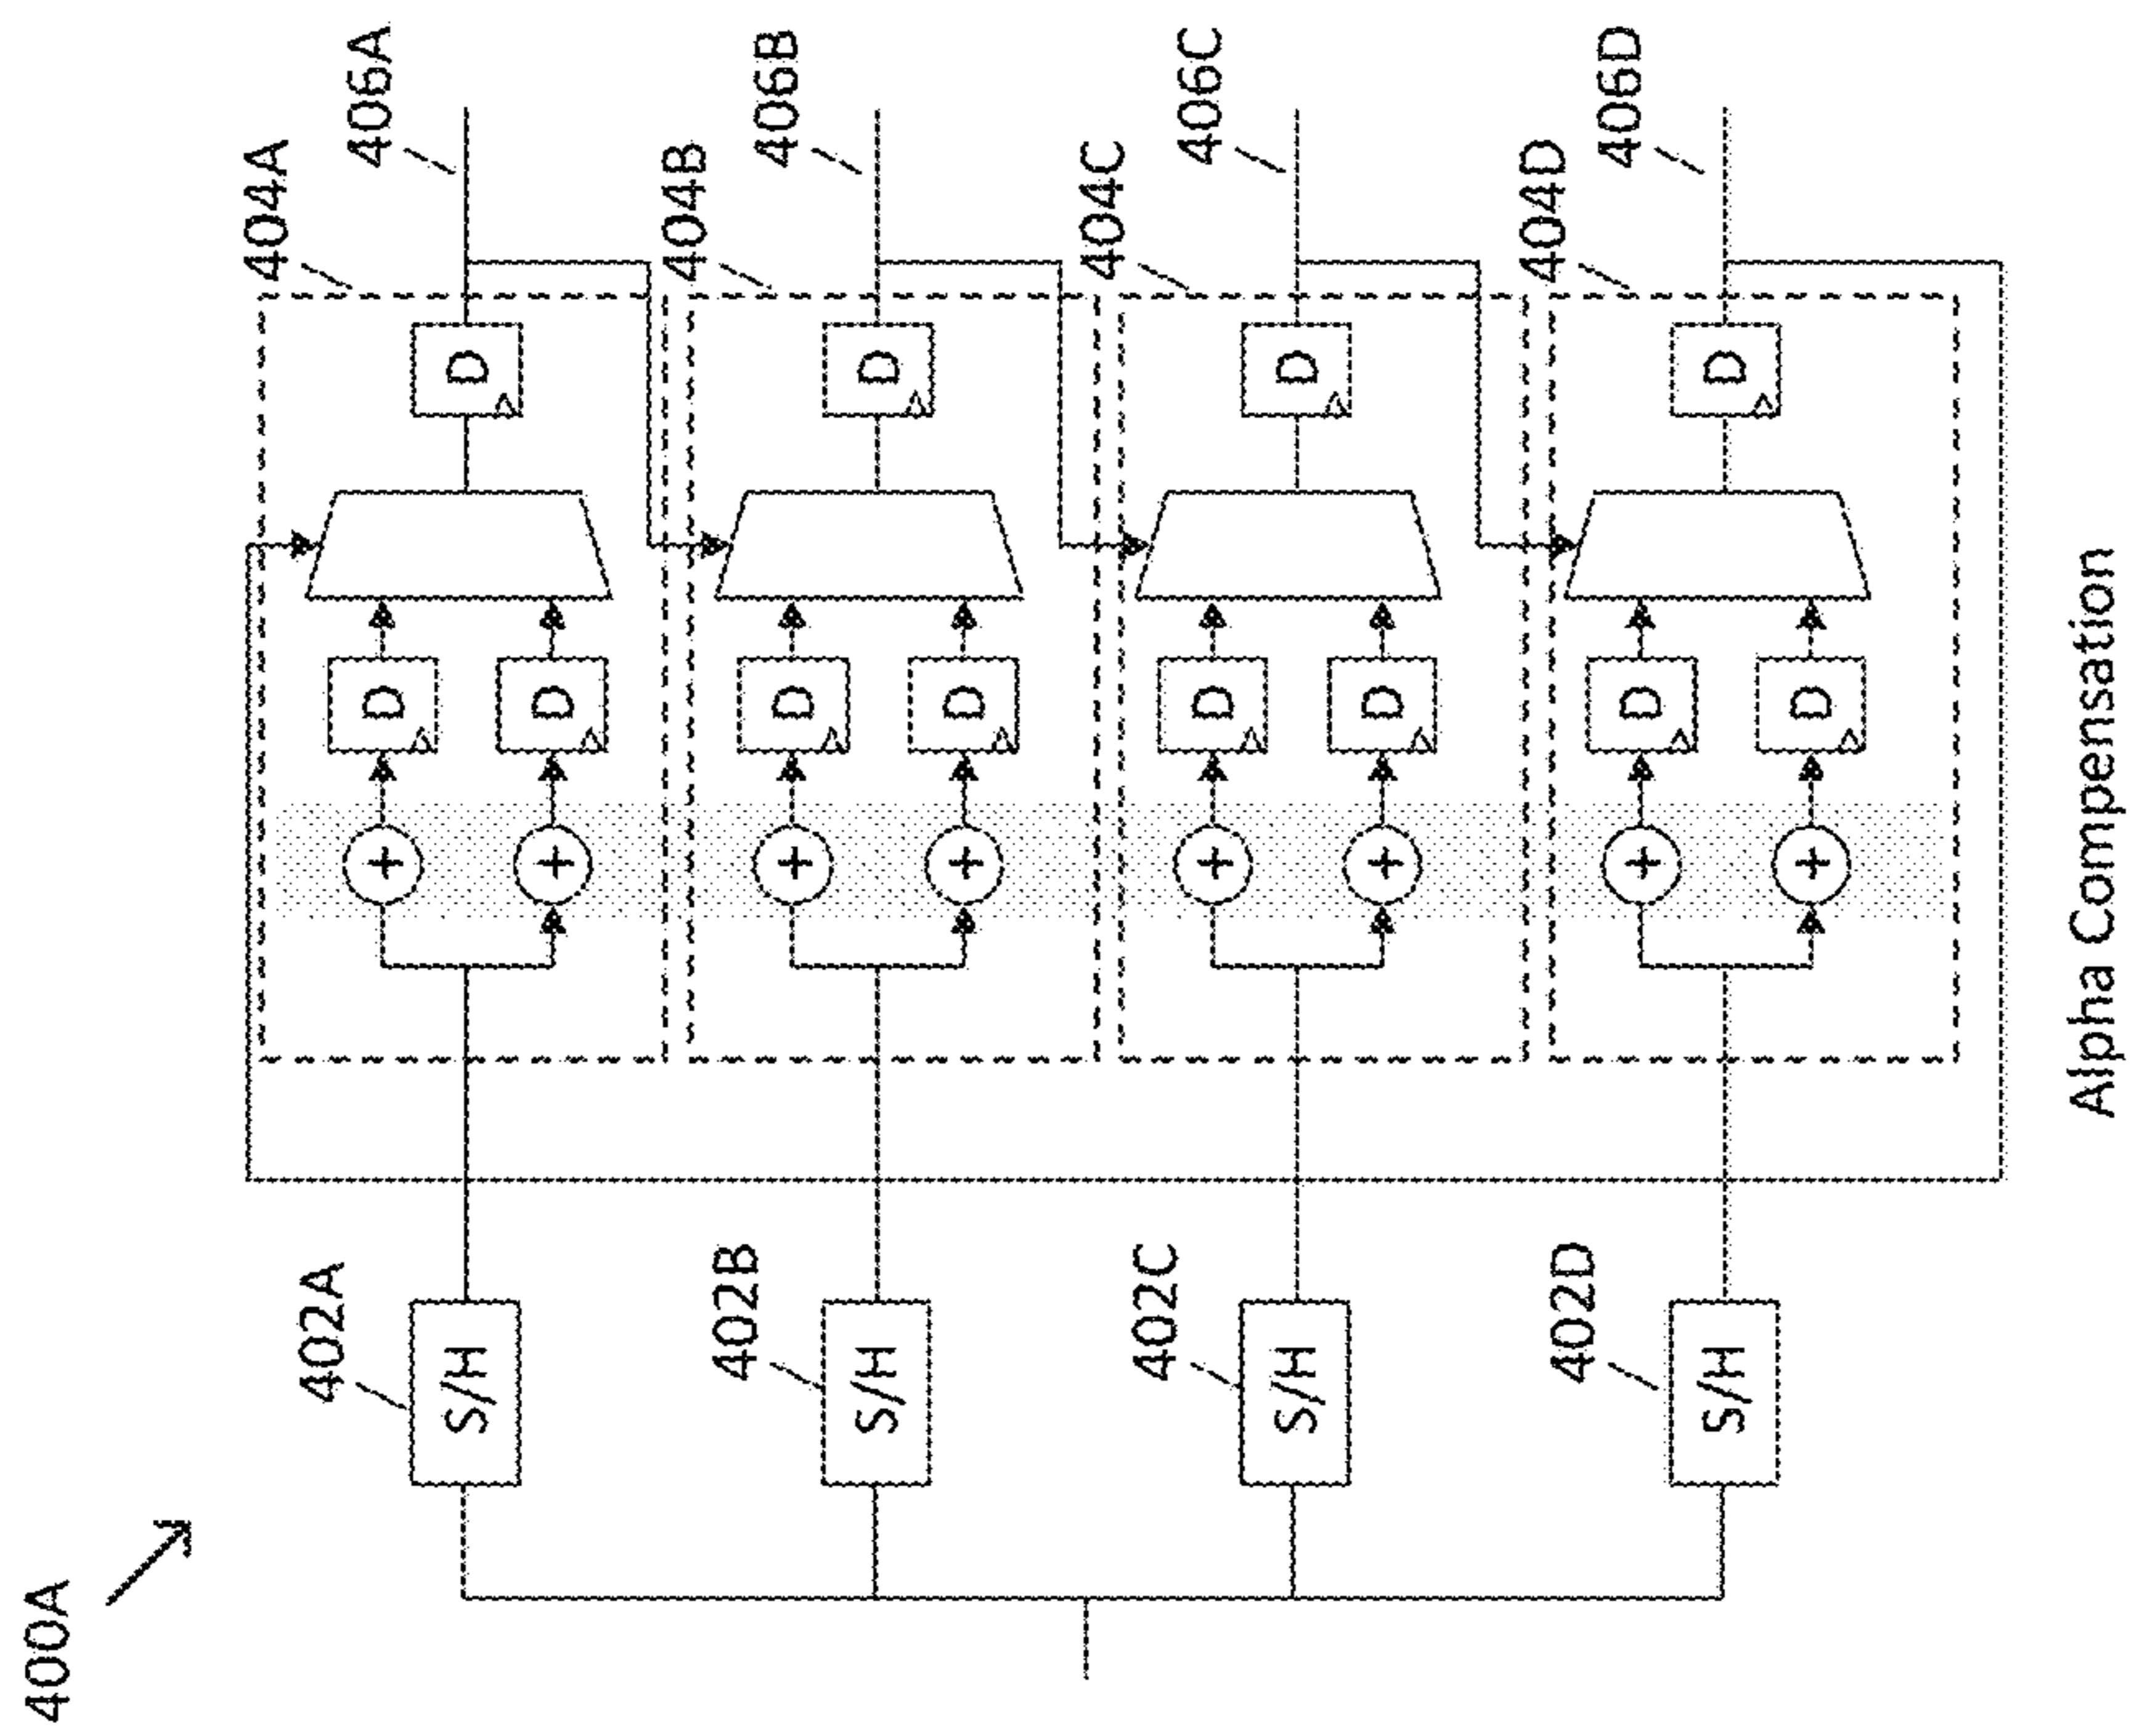 400A
402A
S/H
404A
+
+
D
D
D
406A
402B
S/H
404B
+
+
D
D
D
406B
402C
S/H
404C
+
+
D
D
D
406C
402D
S/H
404D
+
+
D
D
D
406D
Alpha Compensation